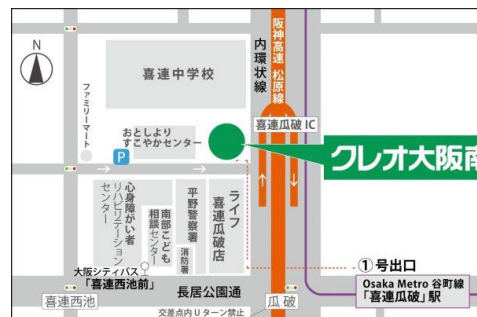 N
阪神高速 松原線
内環状線
喜連中学校
ファミリーマート
おとしより
すこやかセンター
喜連瓜破 IC
P
クレオ大阪南
心身障がい者
リハビリテーション
センター
南部こども
相談センター
平野警察署
消防署
ライフ
喜連瓜破店
大阪シティバス
「喜連西池前」
長居公園通
①号出口
Osaka Metro 谷町線
「喜連瓜破」駅
喜連西池
瓜破
交差点内Uターン禁止